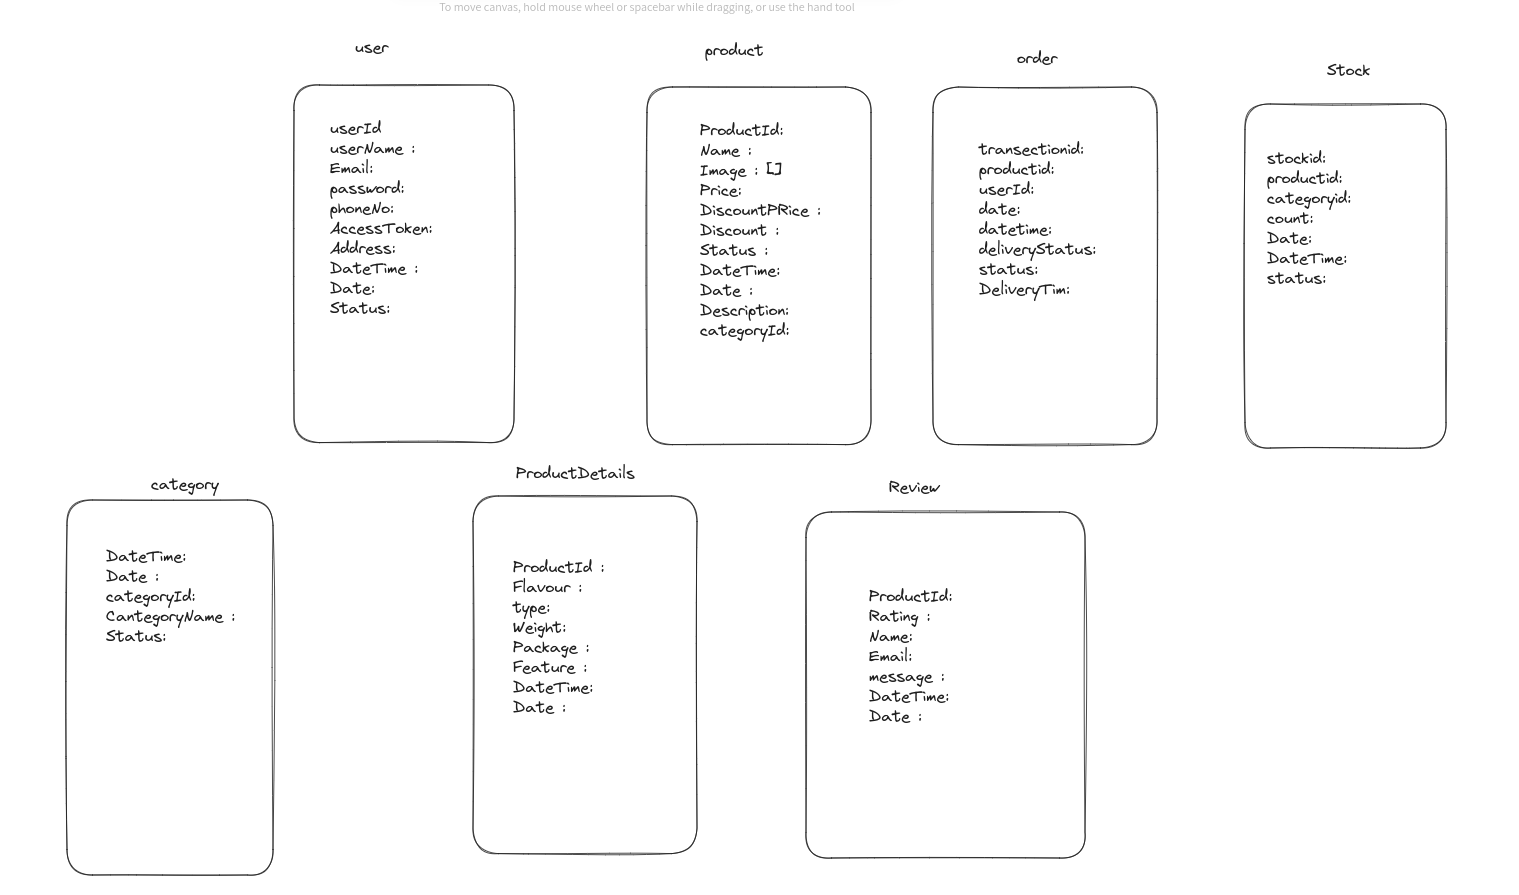 To move canvas, hold mouse wheel or spacebar while dragging, or use the hand tool
user
userId
userName :
Email:
password:
phoneNo:
AccessToken:
Address:
DateTime :
Date:
Status:
product
ProductId:
Name :
Image : []
Price:
DiscountPRice :
Discount :
Status :
DateTime:
Date :
Description:
categoryId:
order
transectionid:
productid:
userId:
date:
datetime:
deliveryStatus:
status:
DeliveryTim:
Stock
stockid:
productid:
categoryid:
count:
Date:
DateTime:
status:
category
DateTime:
Date :
categoryId:
CantegoryName :
Status:
ProductDetails
ProductId :
Flavour :
type:
Weight:
Package :
Feature :
DateTime:
Date :
Review
ProductId:
Rating :
Name:
Email:
message :
DateTime:
Date :